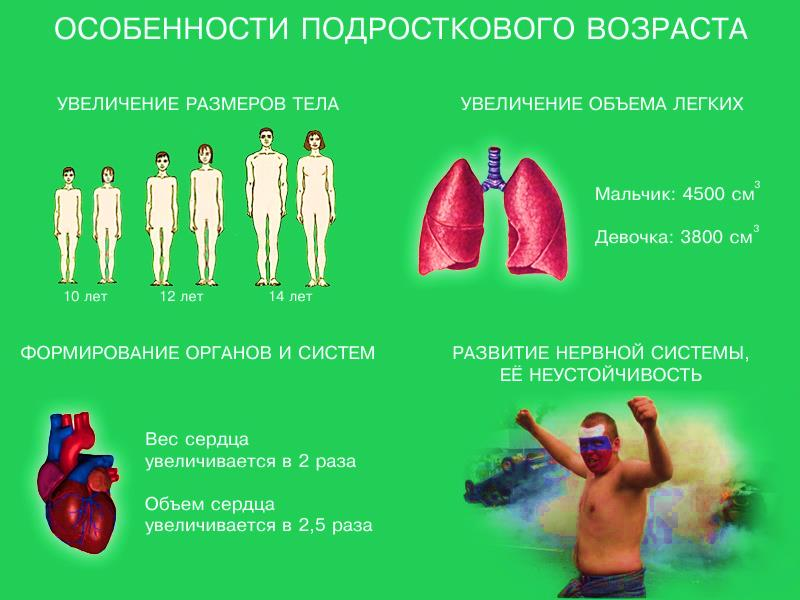 ОСОБЕННОСТИ ПОДРОСТКОВОГО ВОЗРАСТА
УВЕЛИЧЕНИЕ РАЗМЕРОВ ТЕЛА
10 лет 12 лет 14 лет
УВЕЛИЧЕНИЕ ОБЪЕМА ЛЕГКИХ
Мальчик: 4500 см³
Девочка: 3800 см³
ФОРМИРОВАНИЕ ОРГАНОВ И СИСТЕМ
Вес сердца
увеличивается в 2 раза
Объем сердца
увеличивается в 2,5 раза
РАЗВИТИЕ НЕРВНОЙ СИСТЕМЫ,
ЕЁ НЕУСТОЙЧИВОСТЬ